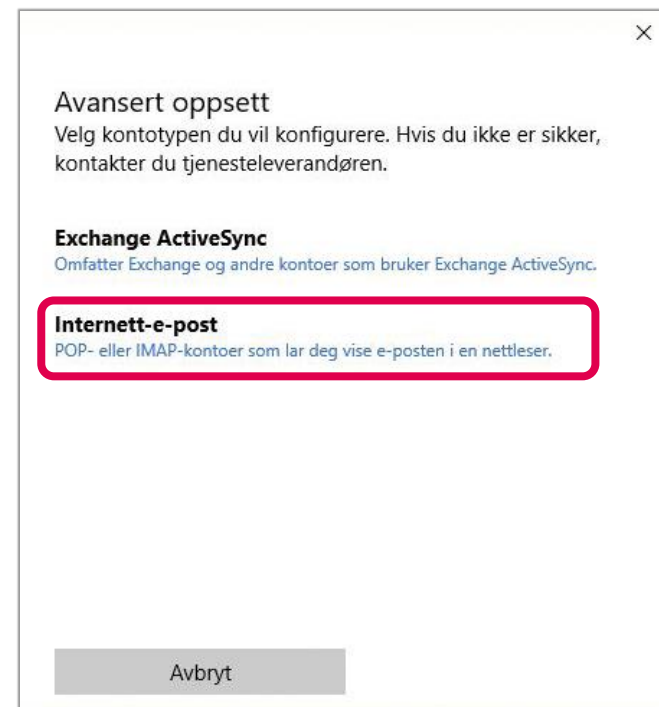 Avansert oppsett
Velg kontotypen du vil konfigurere. Hvis du ikke er sikker,
kontakter du tjenesteleverandøren.
Exchange ActiveSync
Omfatter Exchange og andre kontoer som bruker Exchange ActiveSync.
Internett-e-post
POP- eller IMAP-kontoer som lar deg vise e-posten i en nettleser.
Avbryt